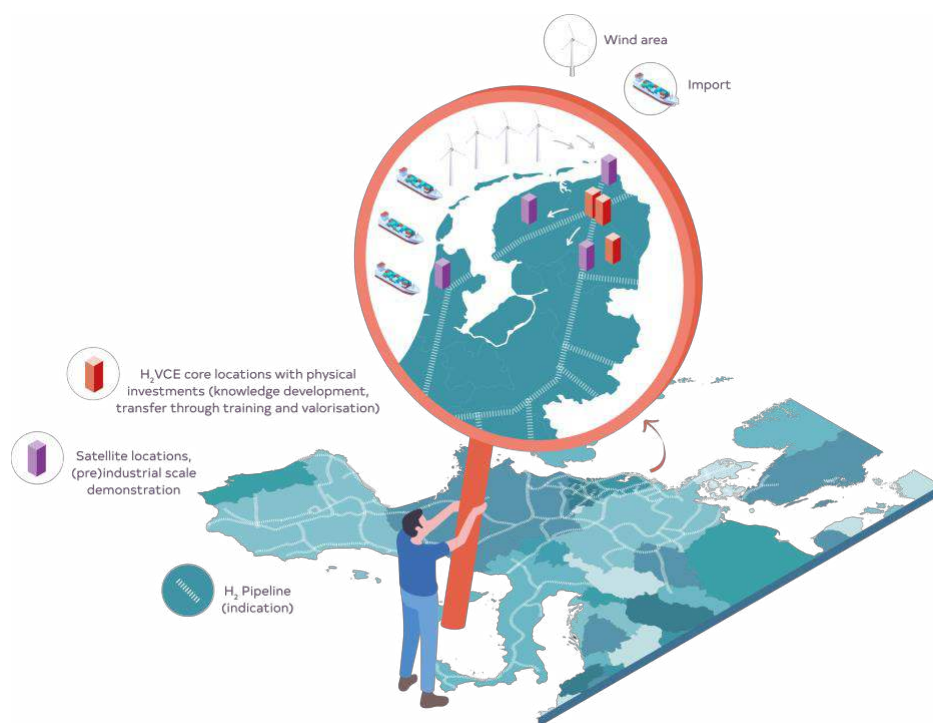 Wind area
Import
H₂VCE core locations with physical
investments (knowledge development,
transfer through training and valorisation)
Satellite locations,
(pre)industrial scale
demonstration
H₂ Pipeline
(indication)